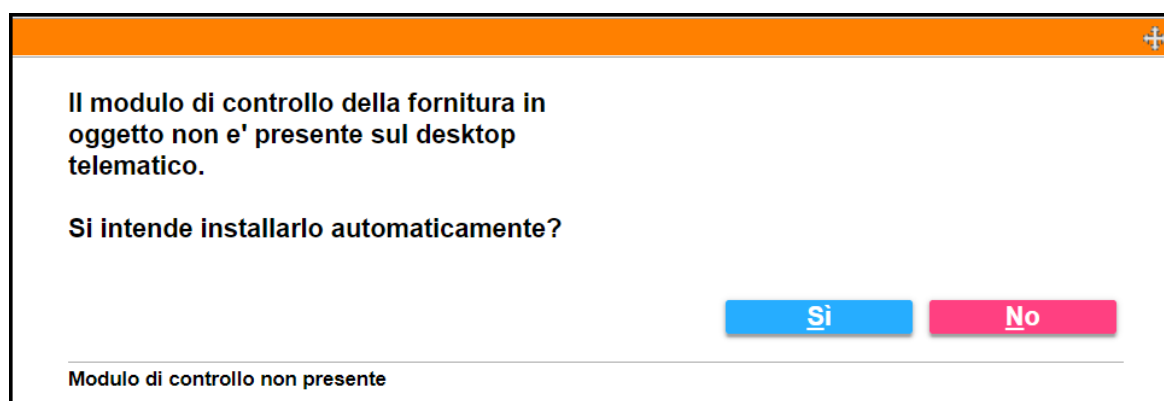 Il modulo di controllo della fornitura in
oggetto non e' presente sul desktop
telematico.
Si intende installarlo automaticamente?
Sì
No
Modulo di controllo non presente